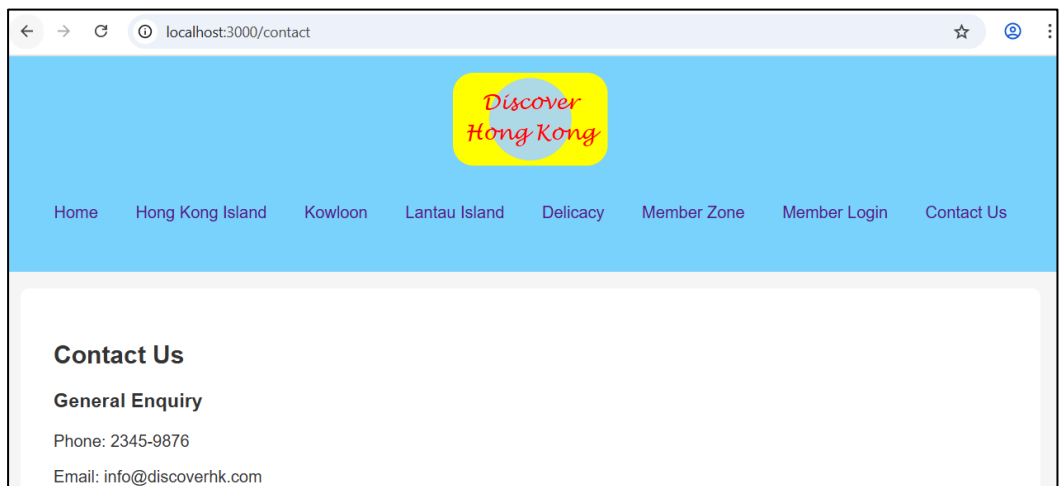 localhost:3000/contact
Discover
Hong Kong
Home Hong Kong Island Kowloon Lantau Island Delicacy Member Zone Member Login Contact Us
Contact Us
General Enquiry
Phone: 2345-9876
Email: info@discoverhk.com